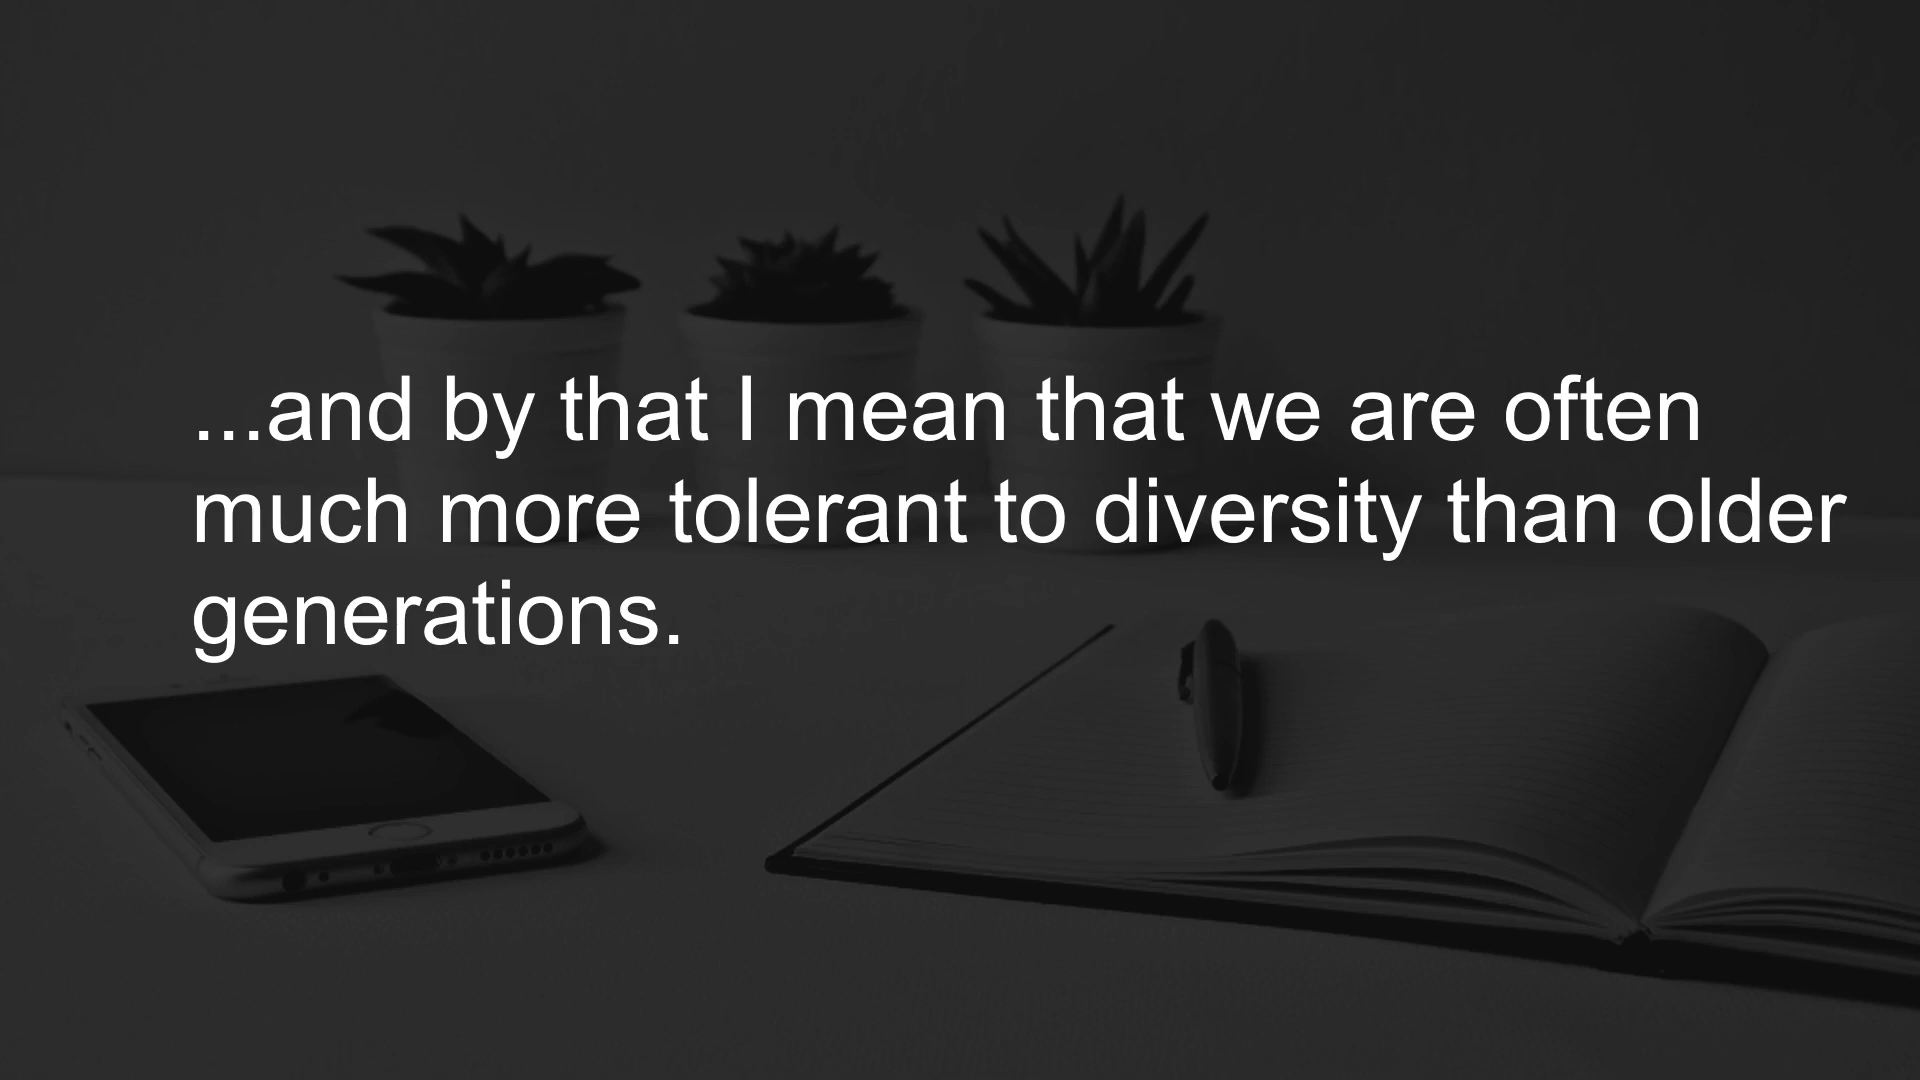 ...and by that I mean that we are often
much more tolerant to diversity than older
generations.